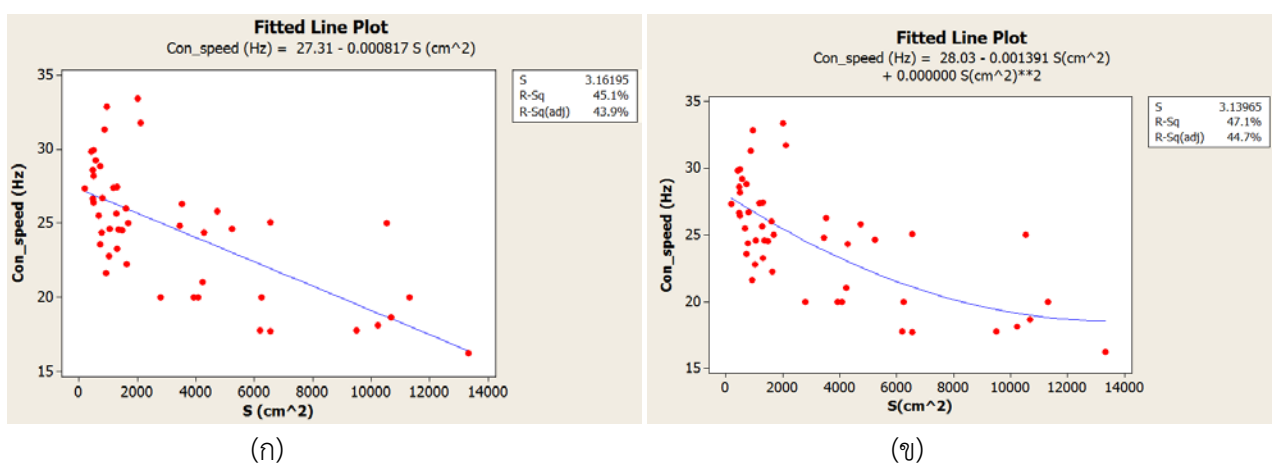 Fitted Line Plot
Con_speed (Hz) = 27.31 - 0.000817 S (cm^2)
S 3.16195
R-Sq 45.1%
R-Sq(adj) 43.9%
35
30
25
20
15
Con_speed (Hz)
0 2000 4000 6000 8000 10000 12000 14000
S (cm^2)
(ก)
Fitted Line Plot
Con_speed (Hz) = 28.03 - 0.001391 S(cm^2)
+ 0.000000 S(cm^2)**2
S 3.13965
R-Sq 47.1%
R-Sq(adj) 44.7%
35
30
25
20
15
Con_speed (Hz)
0 2000 4000 6000 8000 10000 12000 14000
S(cm^2)
(ข)